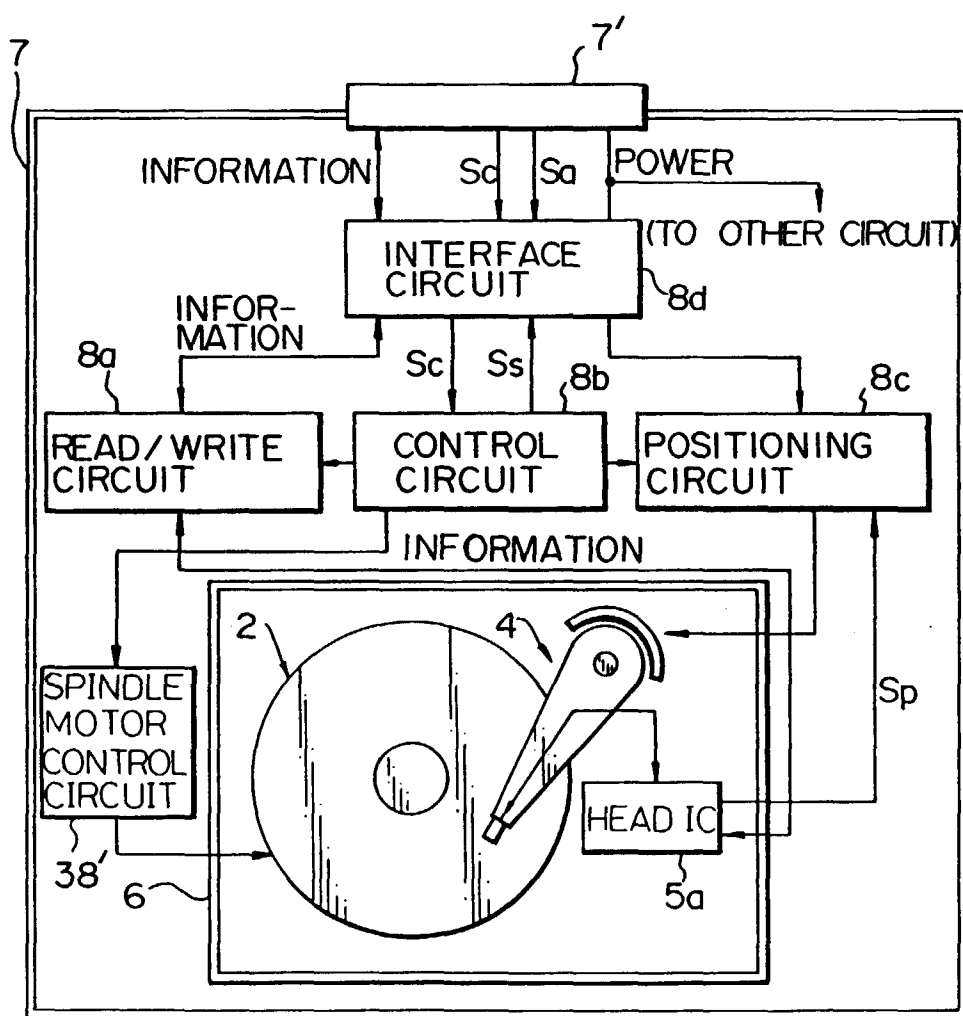 7
7'
INFORMATION
Sc
Sa
POWER
(TO OTHER CIRCUIT)
INTERFACE
CIRCUIT
8d
INFOR-
MATION
8a
Sc
Ss
8b
8c
READ/WRITE
CIRCUIT
CONTROL
CIRCUIT
POSITIONING
CIRCUIT
INFORMATION
2
4
Sp
SPINDLE
MOTOR
CONTROL
CIRCUIT
HEAD IC
38'
6
5a